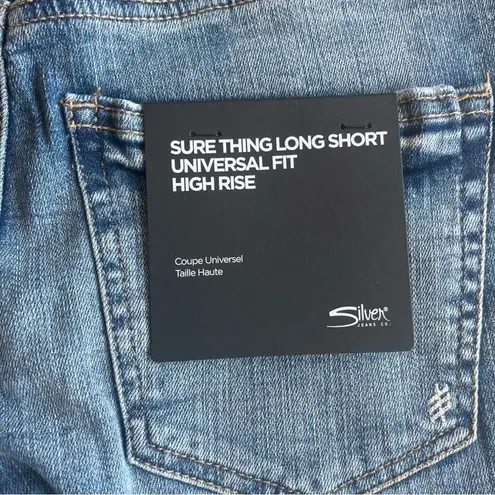 SURE THING LONG SHORT
UNIVERSAL FIT
HIGH RISE
Coupe Universel
Taille Haute
Silver®
JEANS CO.